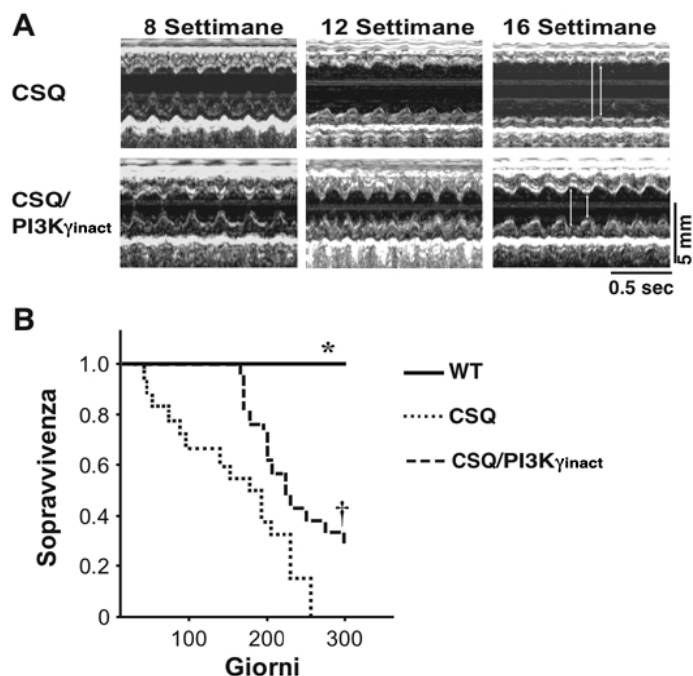 A
8 Settimane 12 Settimane 16 Settimane
CSQ
CSQ/
PI3Kγinact
5 mm
0.5 sec
B
*
1.0
0.8
0.6
0.4
0.2
0
Sopravvivenza
†
100 200 300
Giorni
WT
CSQ
CSQ/PI3Kγinact